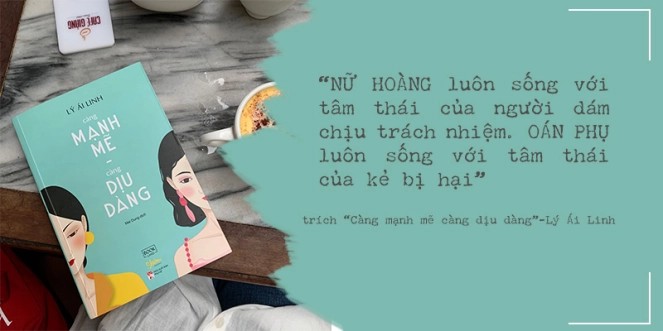 CAFÉ GIẢNG
LÝ ÁI LINH
càng
MẠNH
MẼ
càng
DỊU
DÀNG
“NỮ HOÀNG luôn sống với
tâm thái của người dám
chịu trách nhiệm. OÁN PHỤ
luôn sống với tâm thái
của kẻ bị hại”
trích “Càng mạnh mẽ càng dịu dàng”-Lý Ái Linh